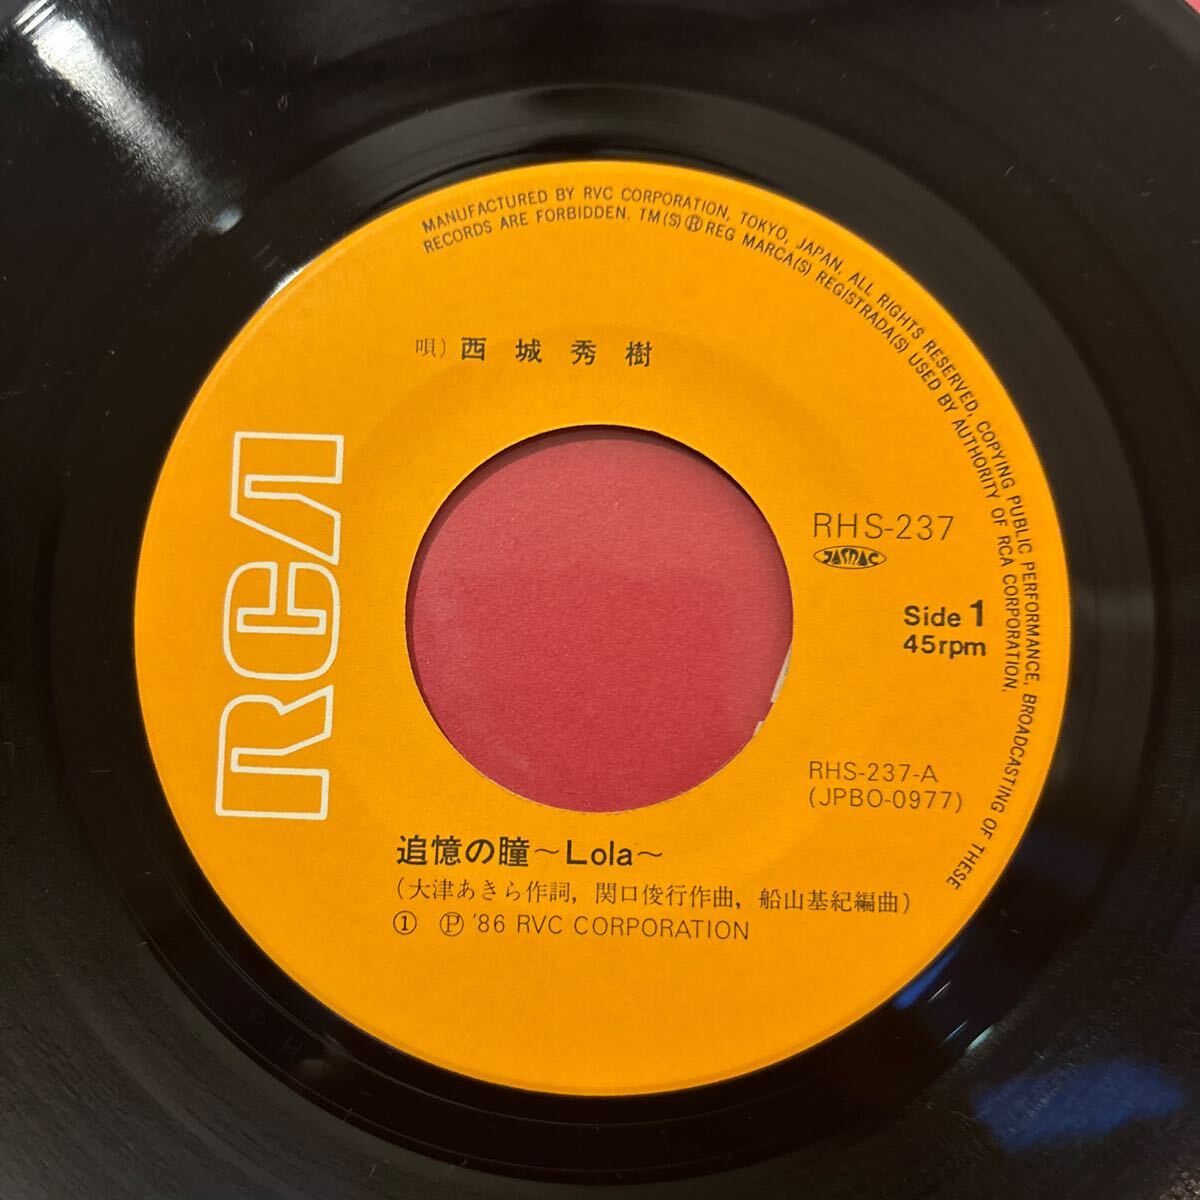 MANUFACTURED BY RVC CORPORATION, TOKYO, JAPAN, ALL RIGHTS RESERVED, COPYING PUBLIC PERFORMANCE, BROADCASTING OF THESE
RECORDS ARE FORBIDDEN. TM(S)®REG MARCA(S) REGISTRADA(S) USED BY AUTHORITY OF RCA CORPORATION.
唄) 西城秀樹
RCA
RHS-237
JASRAC
Side 1
45rpm
RHS-237-A
(JPBO-0977)
追憶の瞳～Lola～
(大津あきら作詞, 関口俊行作曲, 船山基紀編曲)
① Ⓟ '86 RVC CORPORATION